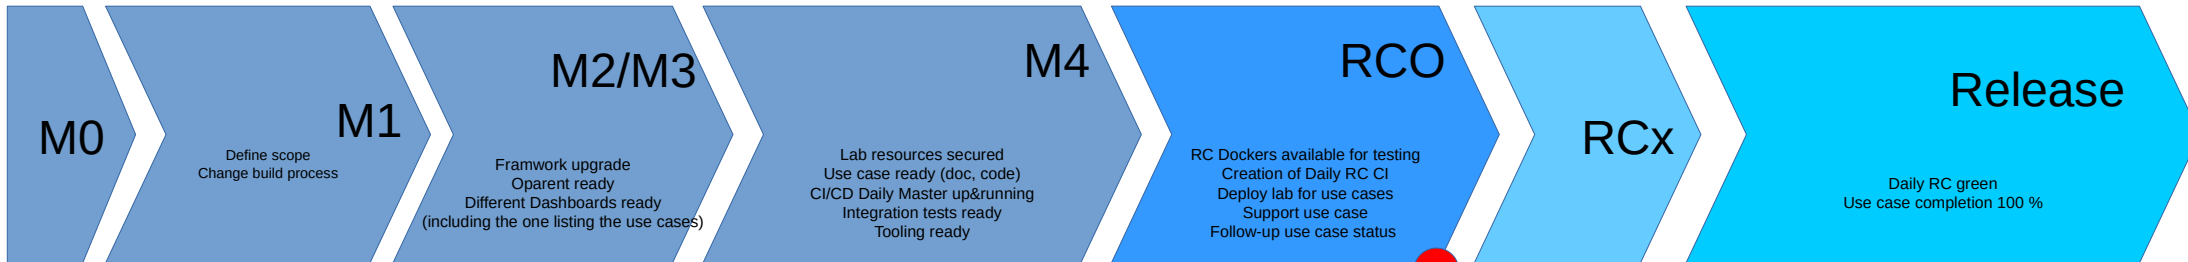 M0
M1
Define scope
Change build process
M2/M3
Framwork upgrade
Oparent ready
Different Dashboards ready
(including the one listing the use cases)
M4
Lab resources secured
Use case ready (doc, code)
CI/CD Daily Master up&running
Integration tests ready
Tooling ready
RCO
RC Dockers available for testing
Creation of Daily RC CI
Deploy lab for use cases
Support use case
Follow-up use case status
RCx
Release
Daily RC green
Use case completion 100 %